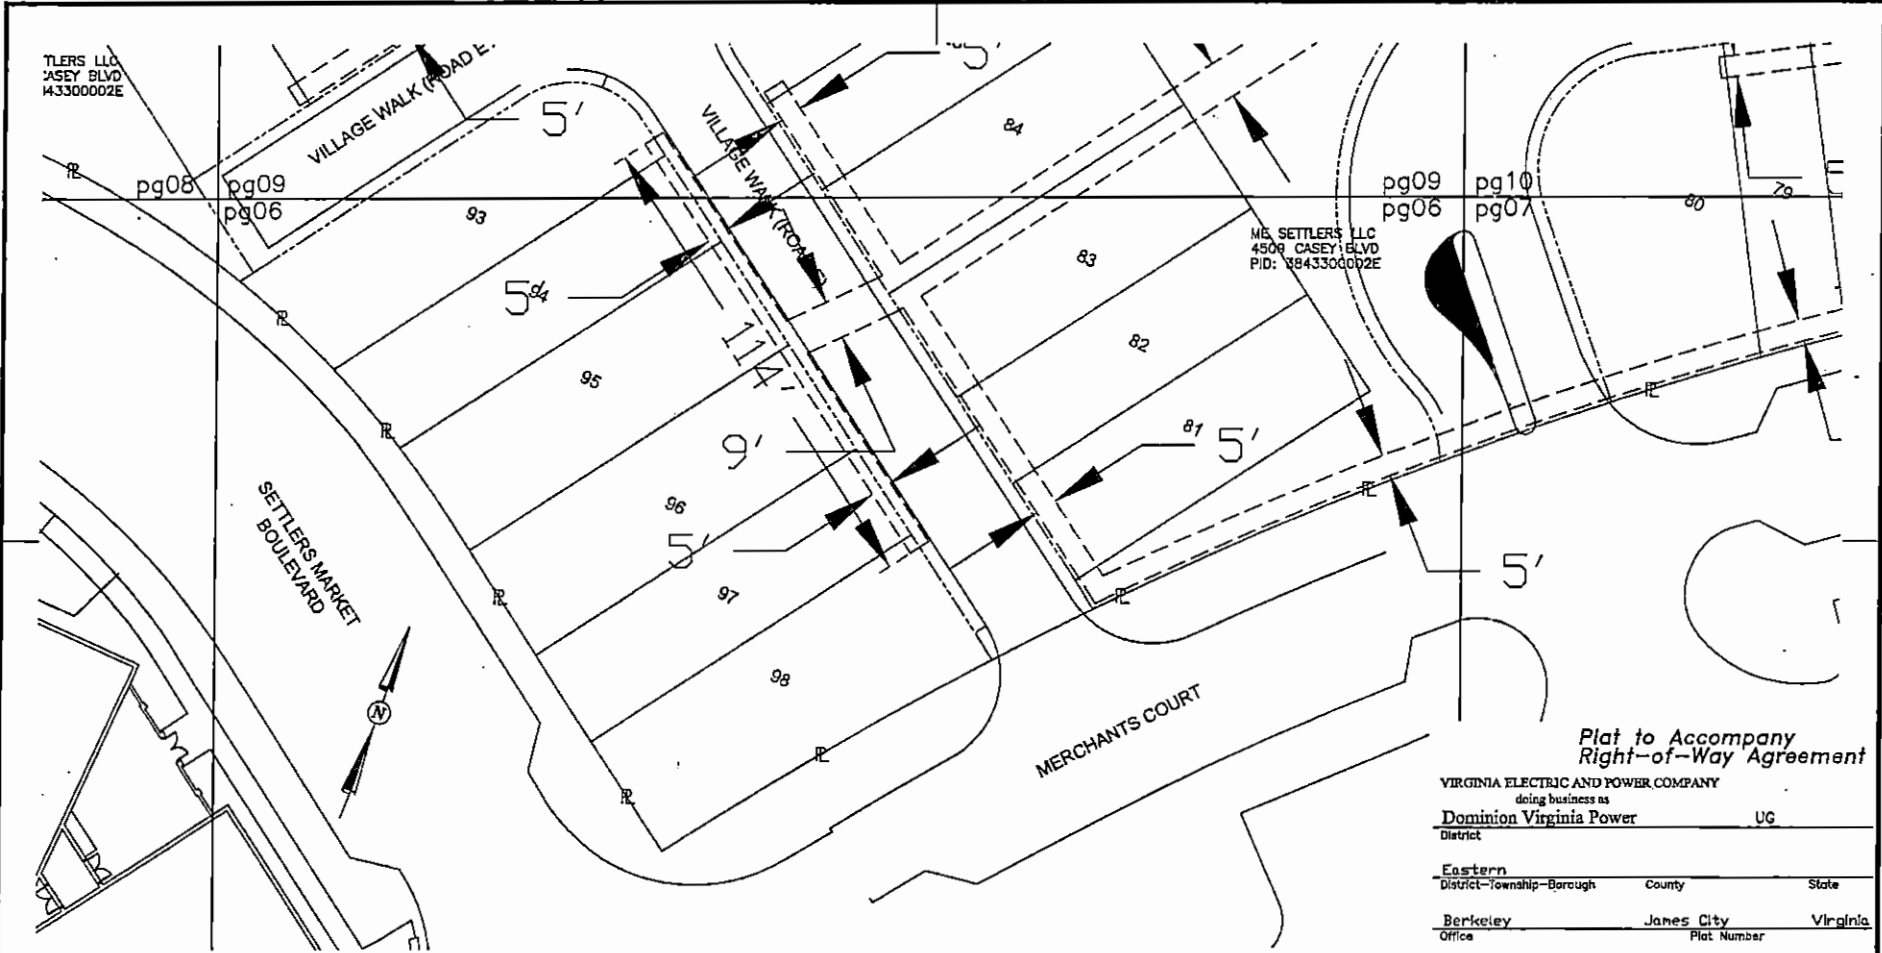 TLERS LLC
ASEY BLVD
43300002E
VILLAGE WALK (ROAD E
5'
5'
VILLAGE WALK (ROAD E)
84
pg08
pg09
pg06
93
pg09
pg10
pg06
pg07
80
79
ME SETTLERS LLC
4509 CASEY BLVD
PID: 3843300002E
83
5'
94
114'
82
95
9'
81
5'
96
5'
SETTLERS MARKET
BOULEVARD
97
5'
98
N
MERCHANTS COURT
Plat to Accompany
Right-of-Way Agreement
VIRGINIA ELECTRIC AND POWER COMPANY
doing business as
Dominion Virginia Power UG
District
Eastern
District-Township-Borough County State
Berkeley James City Virginia
Office Plat Number